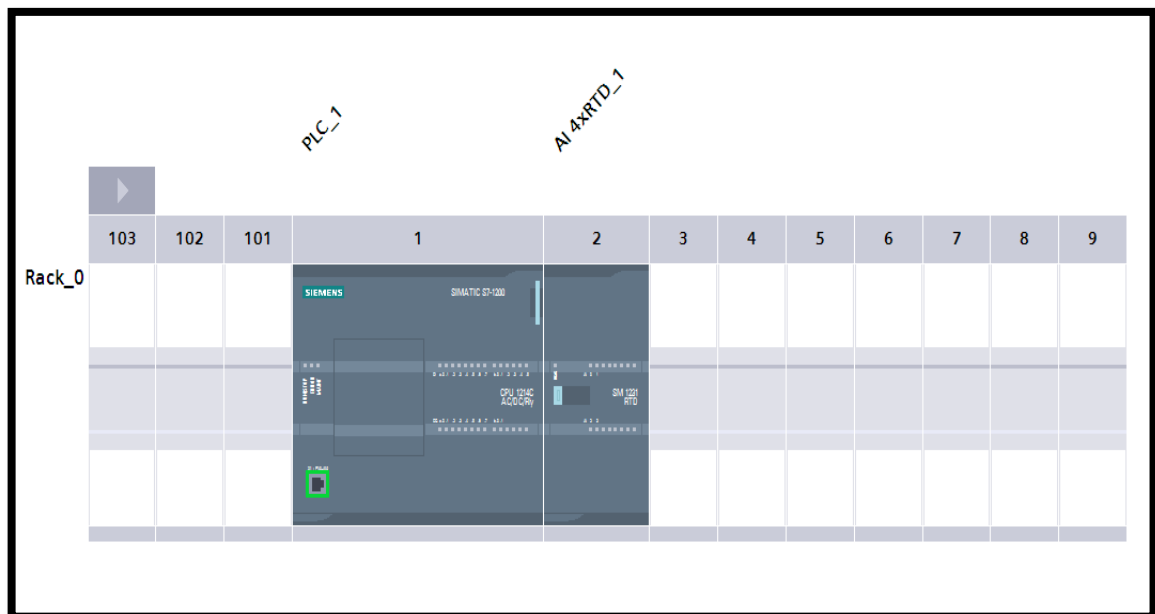 PLC_1
AI 4xRTD_1
103 102 101 1 2 3 4 5 6 7 8 9
Rack_0
SIEMENS
SIMATIC S7-1200
CPU 1214C
AC/DC/Rly
SM 1231
RTD